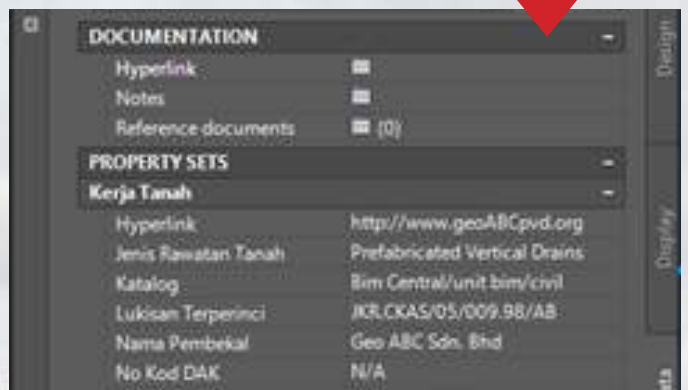 DOCUMENTATION
Hyperlink
Notes
Reference documents (0)
PROPERTY SETS
Kerja Tanah
Hyperlink http://www.geoABCpvd.org
Jenis Rawatan Tanah Prefabricated Vertical Drains
Katalog Bim Central/unit bim/civil
Lukisan Terperinci JKR.CKAS/05/009.98/AB
Nama Pembekal Geo ABC Sdn. Bhd
No Kod DAK N/A
Design
Display